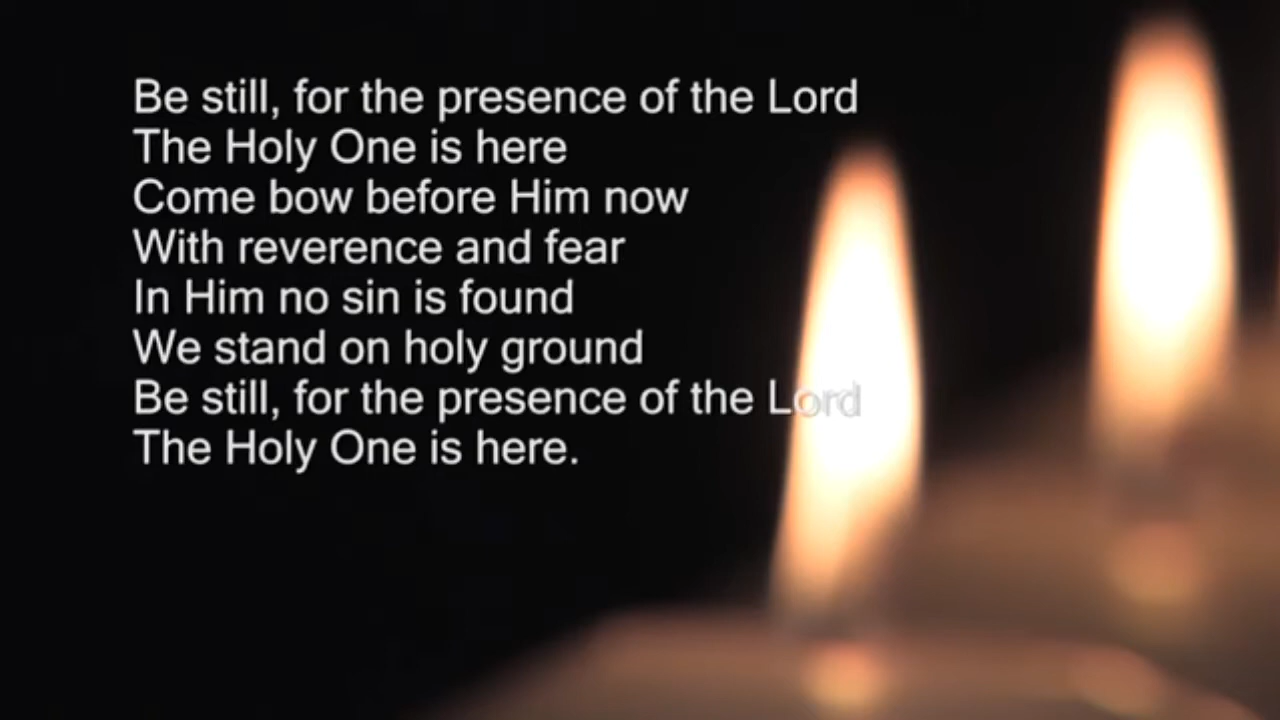 Be still, for the presence of the Lord
The Holy One is here
Come bow before Him now
With reverence and fear
In Him no sin is found
We stand on holy ground
Be still, for the presence of the Lord
The Holy One is here.